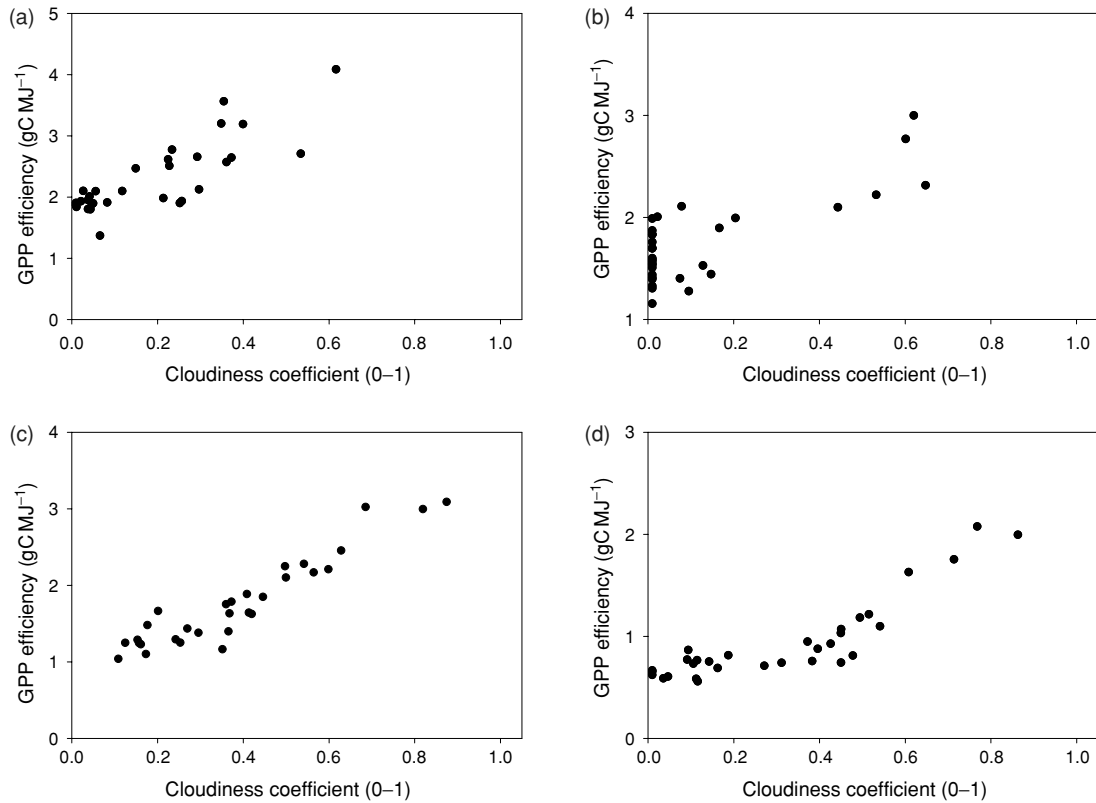 (a)
5
4
3
2
1
0
GPP efficiency (gC MJ⁻¹)
0.0 0.2 0.4 0.6 0.8 1.0
Cloudiness coefficient (0–1)
(b)
4
3
2
1
GPP efficiency (gC MJ⁻¹)
0.0 0.2 0.4 0.6 0.8 1.0
Cloudiness coefficient (0–1)
(c)
4
3
2
1
0
GPP efficiency (gC MJ⁻¹)
0.0 0.2 0.4 0.6 0.8 1.0
Cloudiness coefficient (0–1)
(d)
3
2
1
0
GPP efficiency (gC MJ⁻¹)
0.0 0.2 0.4 0.6 0.8 1.0
Cloudiness coefficient (0–1)